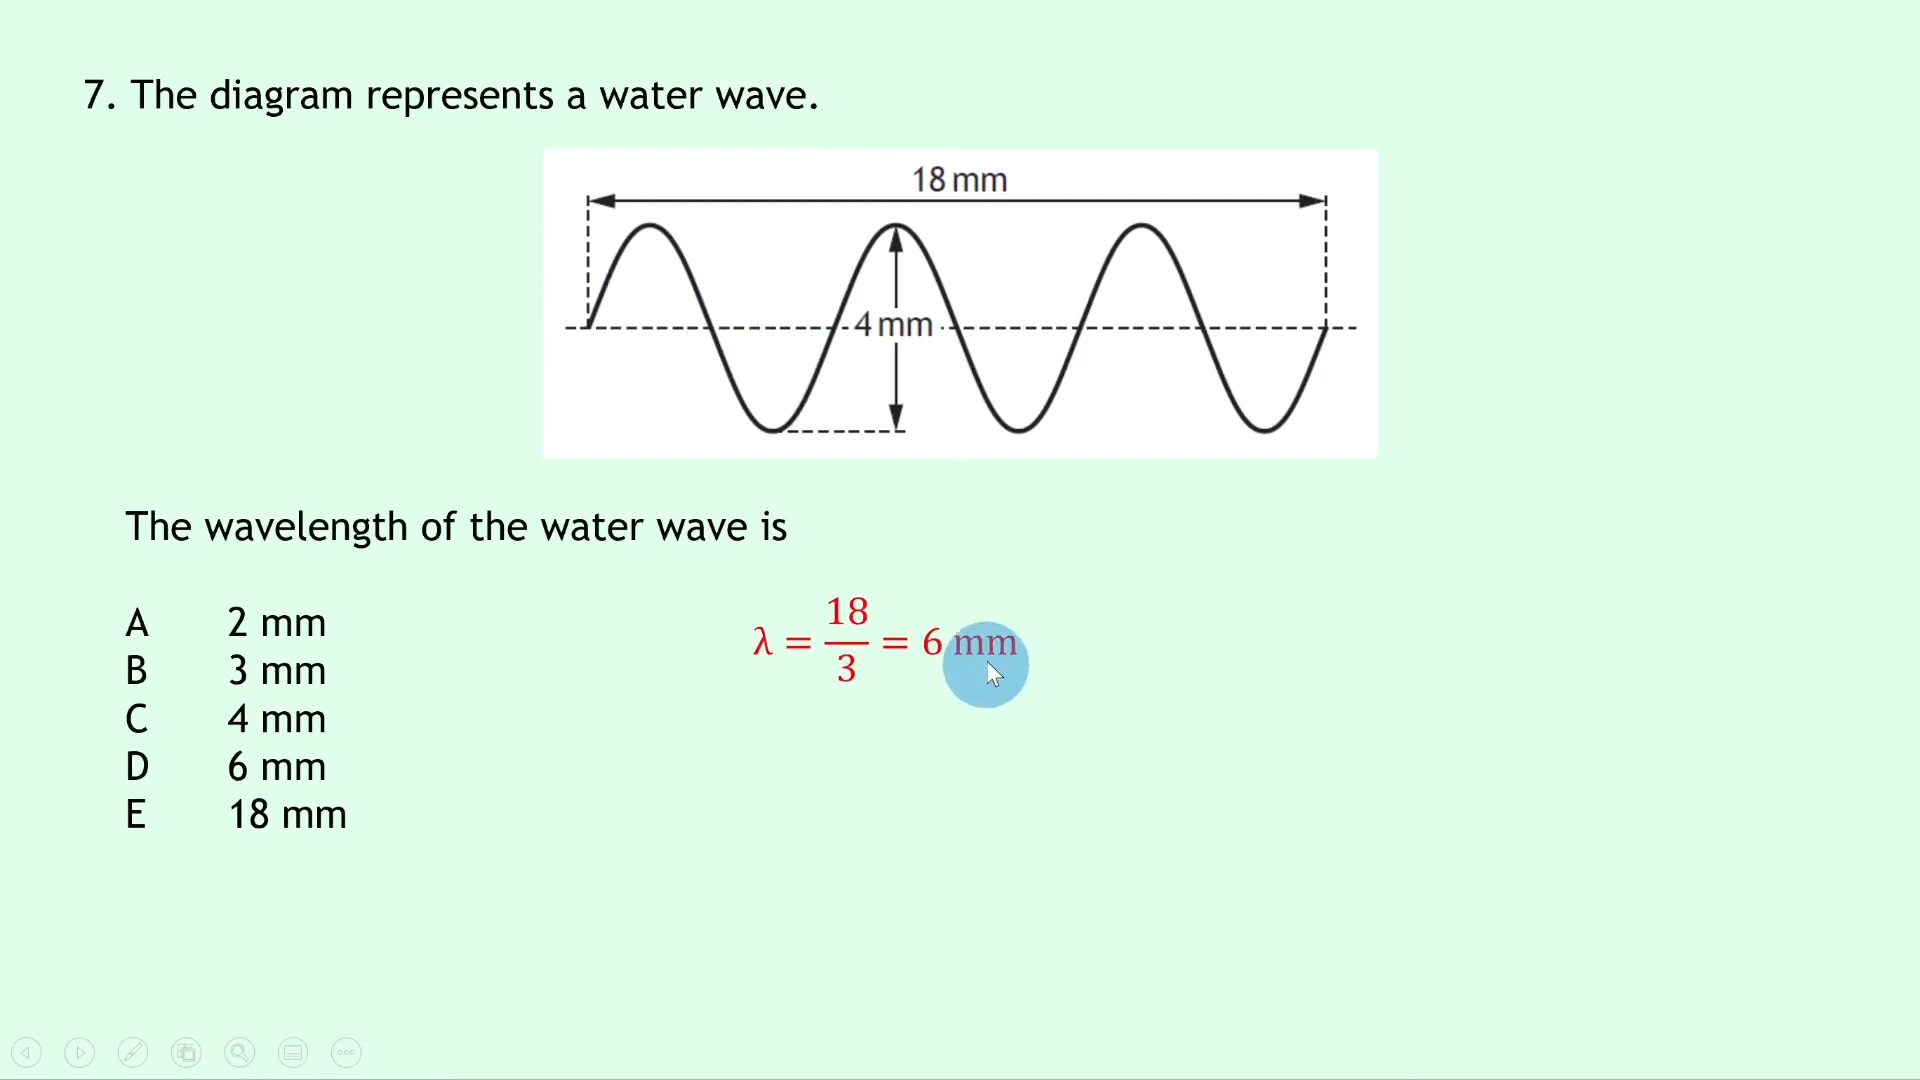 7. The diagram represents a water wave.
18 mm
4 mm
The wavelength of the water wave is
A 2 mm
B 3 mm
C 4 mm
D 6 mm
E 18 mm
λ = 18/3 = 6 mm